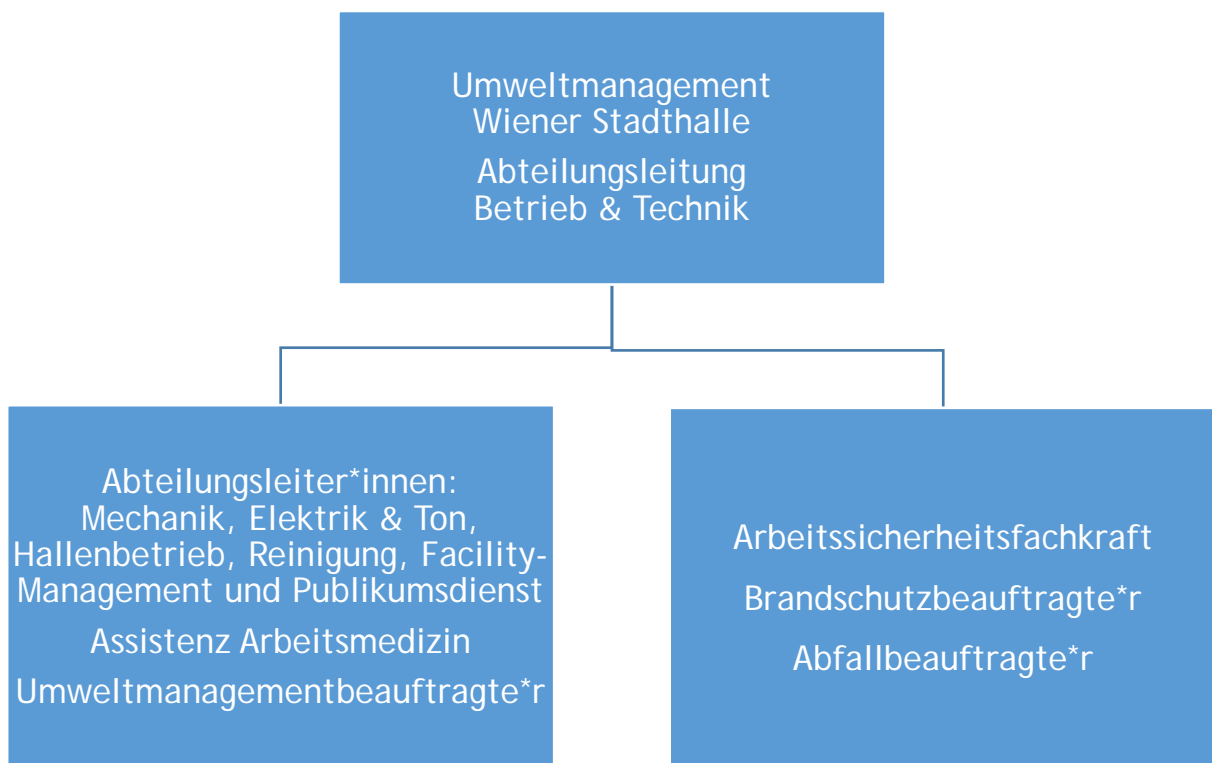 Umweltmanagement
Wiener Stadthalle
Abteilungsleitung
Betrieb & Technik
Abteilungsleiter*innen:
Mechanik, Elektrik & Ton,
Hallenbetrieb, Reinigung, Facility-
Management und Publikumsdienst
Assistenz Arbeitsmedizin
Umweltmanagementbeauftragte*r
Arbeitssicherheitsfachkraft
Brandschutzbeauftragte*r
Abfallbeauftragte*r